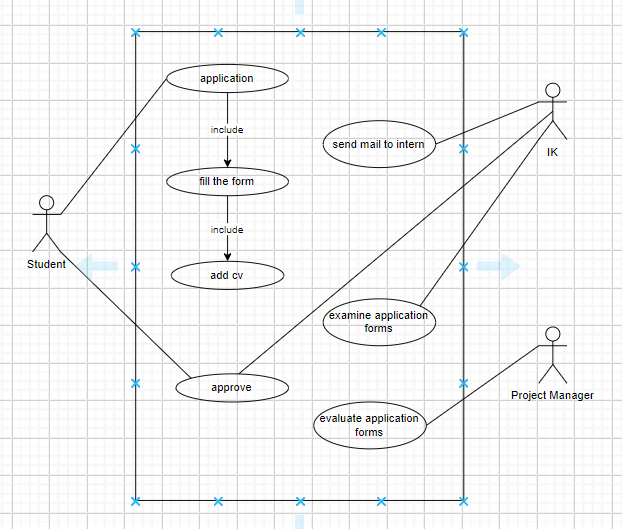 application
include
send mail to intern
IK
fill the form
include
Student
add cv
examine application
forms
approve
Project Manager
evaluate application
forms